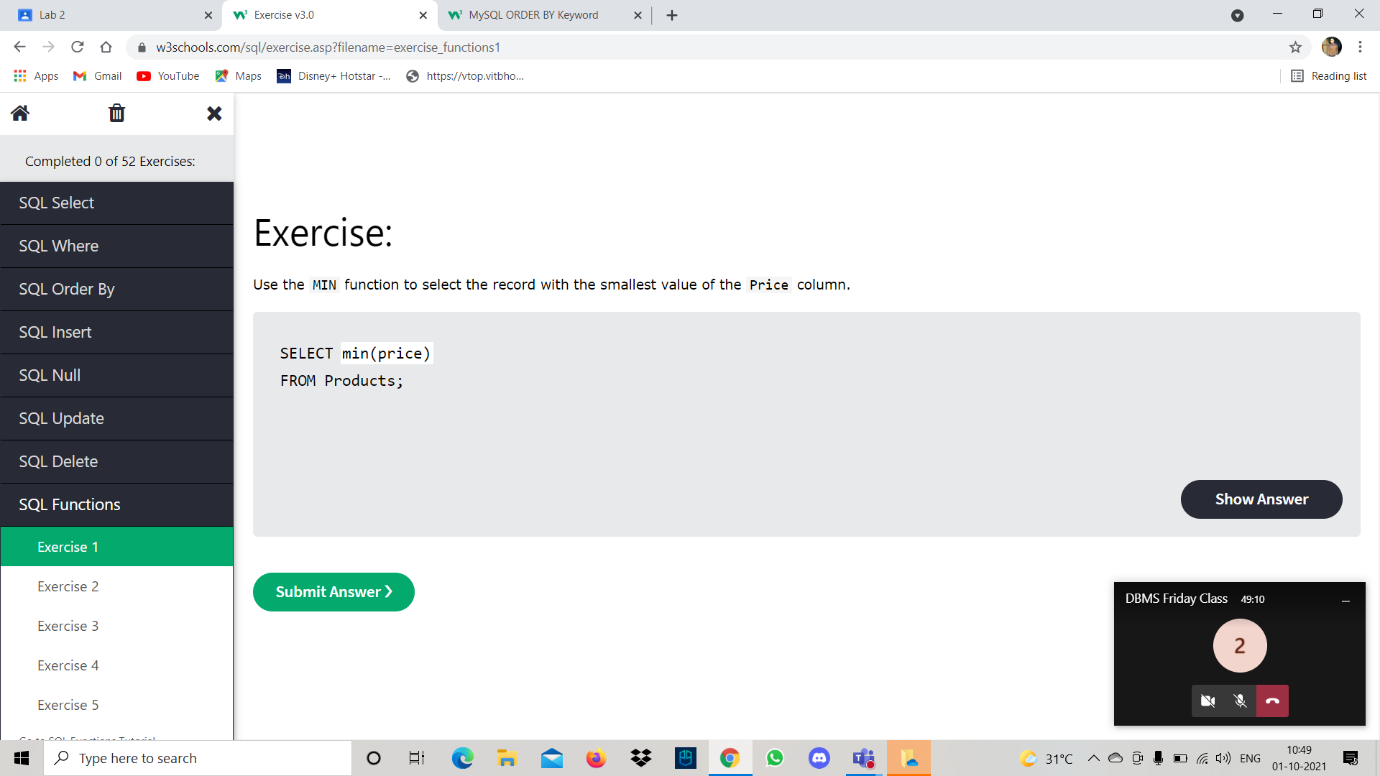 Lab 2
Exercise v3.0
MySQL ORDER BY Keyword
w3schools.com/sql/exercise.asp?filename=exercise_functions1
Apps
Gmail
YouTube
Maps
Disney+ Hotstar -...
https://vtop.vitbho...
Reading list
Completed 0 of 52 Exercises:
SQL Select
SQL Where
SQL Order By
SQL Insert
SQL Null
SQL Update
SQL Delete
SQL Functions
Exercise 1
Exercise 2
Exercise 3
Exercise 4
Exercise 5
Exercise:
Use the MIN function to select the record with the smallest value of the Price column.
SELECT min(price)
FROM Products;
Show Answer
Submit Answer ❯
DBMS Friday Class 49:10
2
Type here to search
31°C
ENG
10:49
01-10-2021